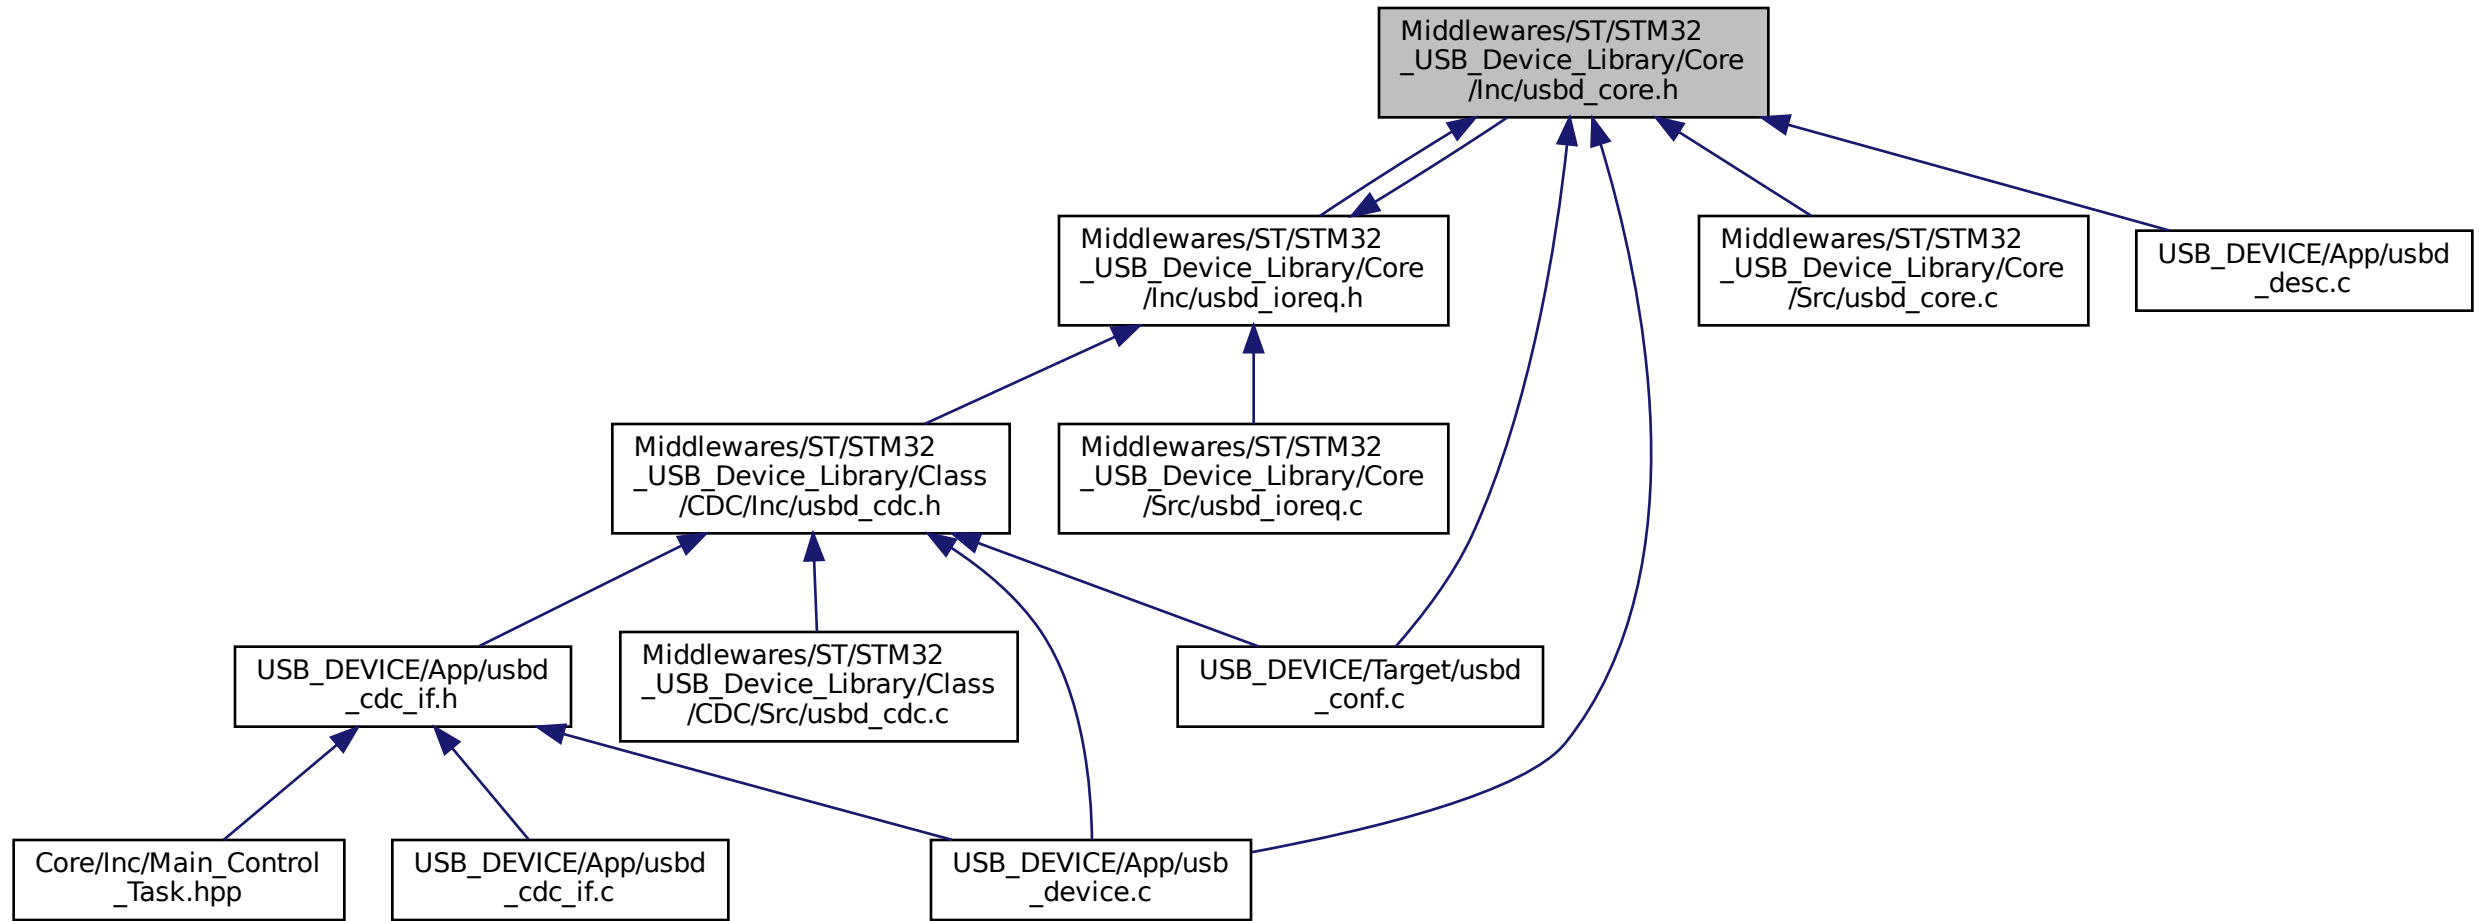 Middlewares/ST/STM32
_USB_Device_Library/Core
/Inc/usbd_core.h
Middlewares/ST/STM32
_USB_Device_Library/Core
/Inc/usbd_ioreq.h
Middlewares/ST/STM32
_USB_Device_Library/Core
/Src/usbd_core.c
USB_DEVICE/App/usbd
_desc.c
Middlewares/ST/STM32
_USB_Device_Library/Class
/CDC/Inc/usbd_cdc.h
Middlewares/ST/STM32
_USB_Device_Library/Core
/Src/usbd_ioreq.c
USB_DEVICE/App/usbd
_cdc_if.h
Middlewares/ST/STM32
_USB_Device_Library/Class
/CDC/Src/usbd_cdc.c
USB_DEVICE/Target/usbd
_conf.c
Core/Inc/Main_Control
_Task.hpp
USB_DEVICE/App/usbd
_cdc_if.c
USB_DEVICE/App/usb
_device.c